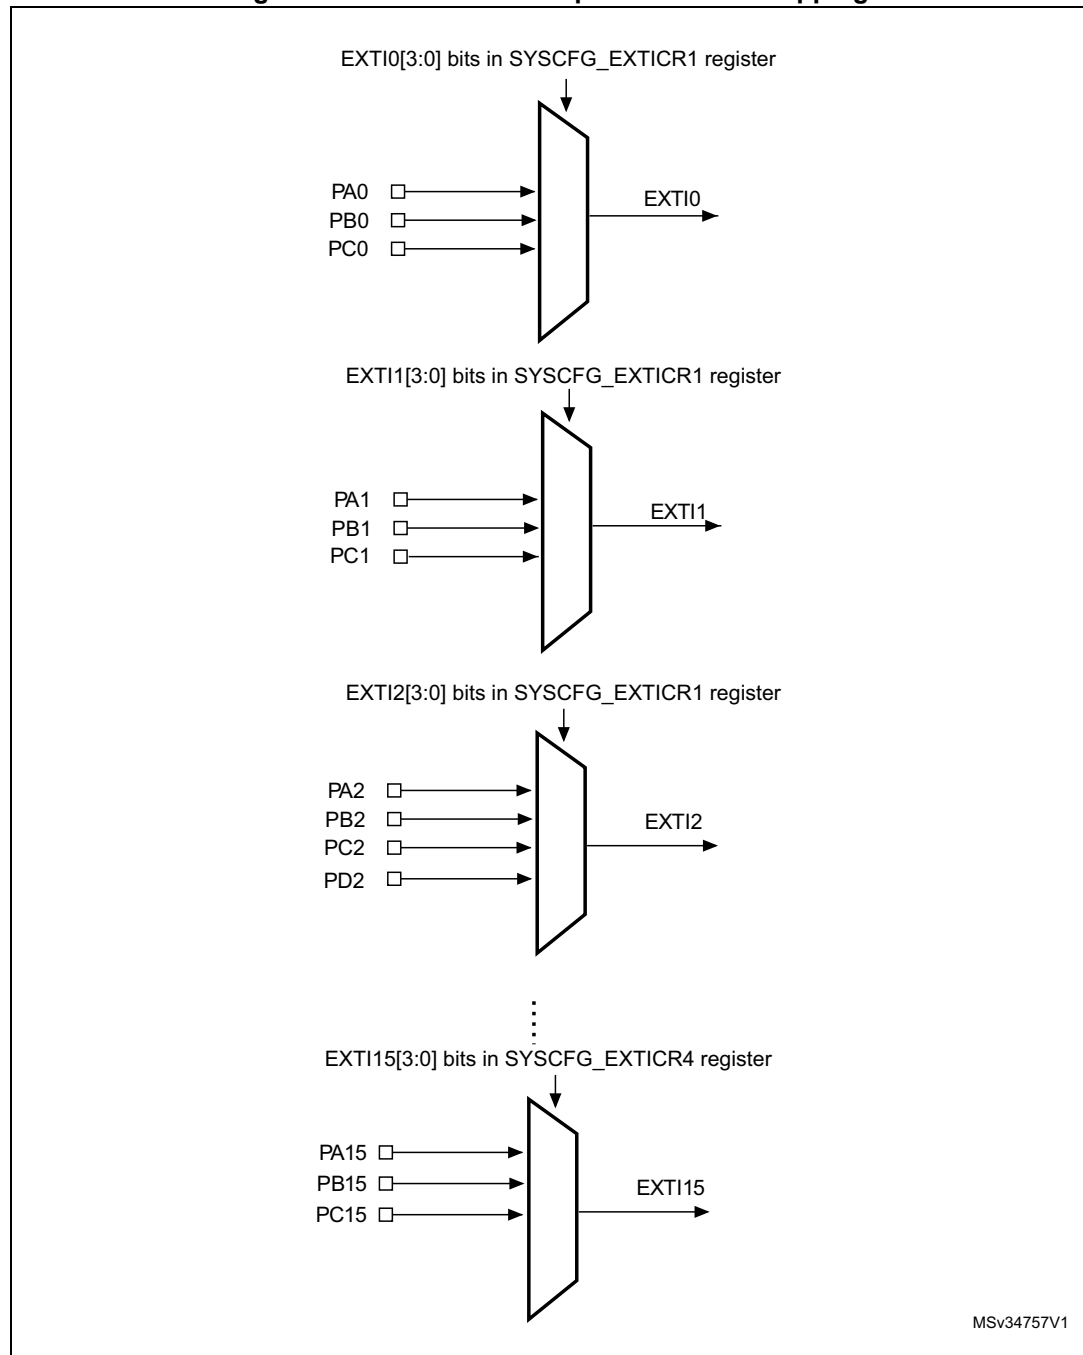 EXTI0[3:0] bits in SYSCFG_EXTICR1 register
PA0
EXTI0
PB0
PC0
EXTI1[3:0] bits in SYSCFG_EXTICR1 register
PA1
EXTI1
PB1
PC1
EXTI2[3:0] bits in SYSCFG_EXTICR1 register
PA2
PB2
EXTI2
PC2
PD2
EXTI15[3:0] bits in SYSCFG_EXTICR4 register
PA15
PB15
EXTI15
PC15
MSv34757V1